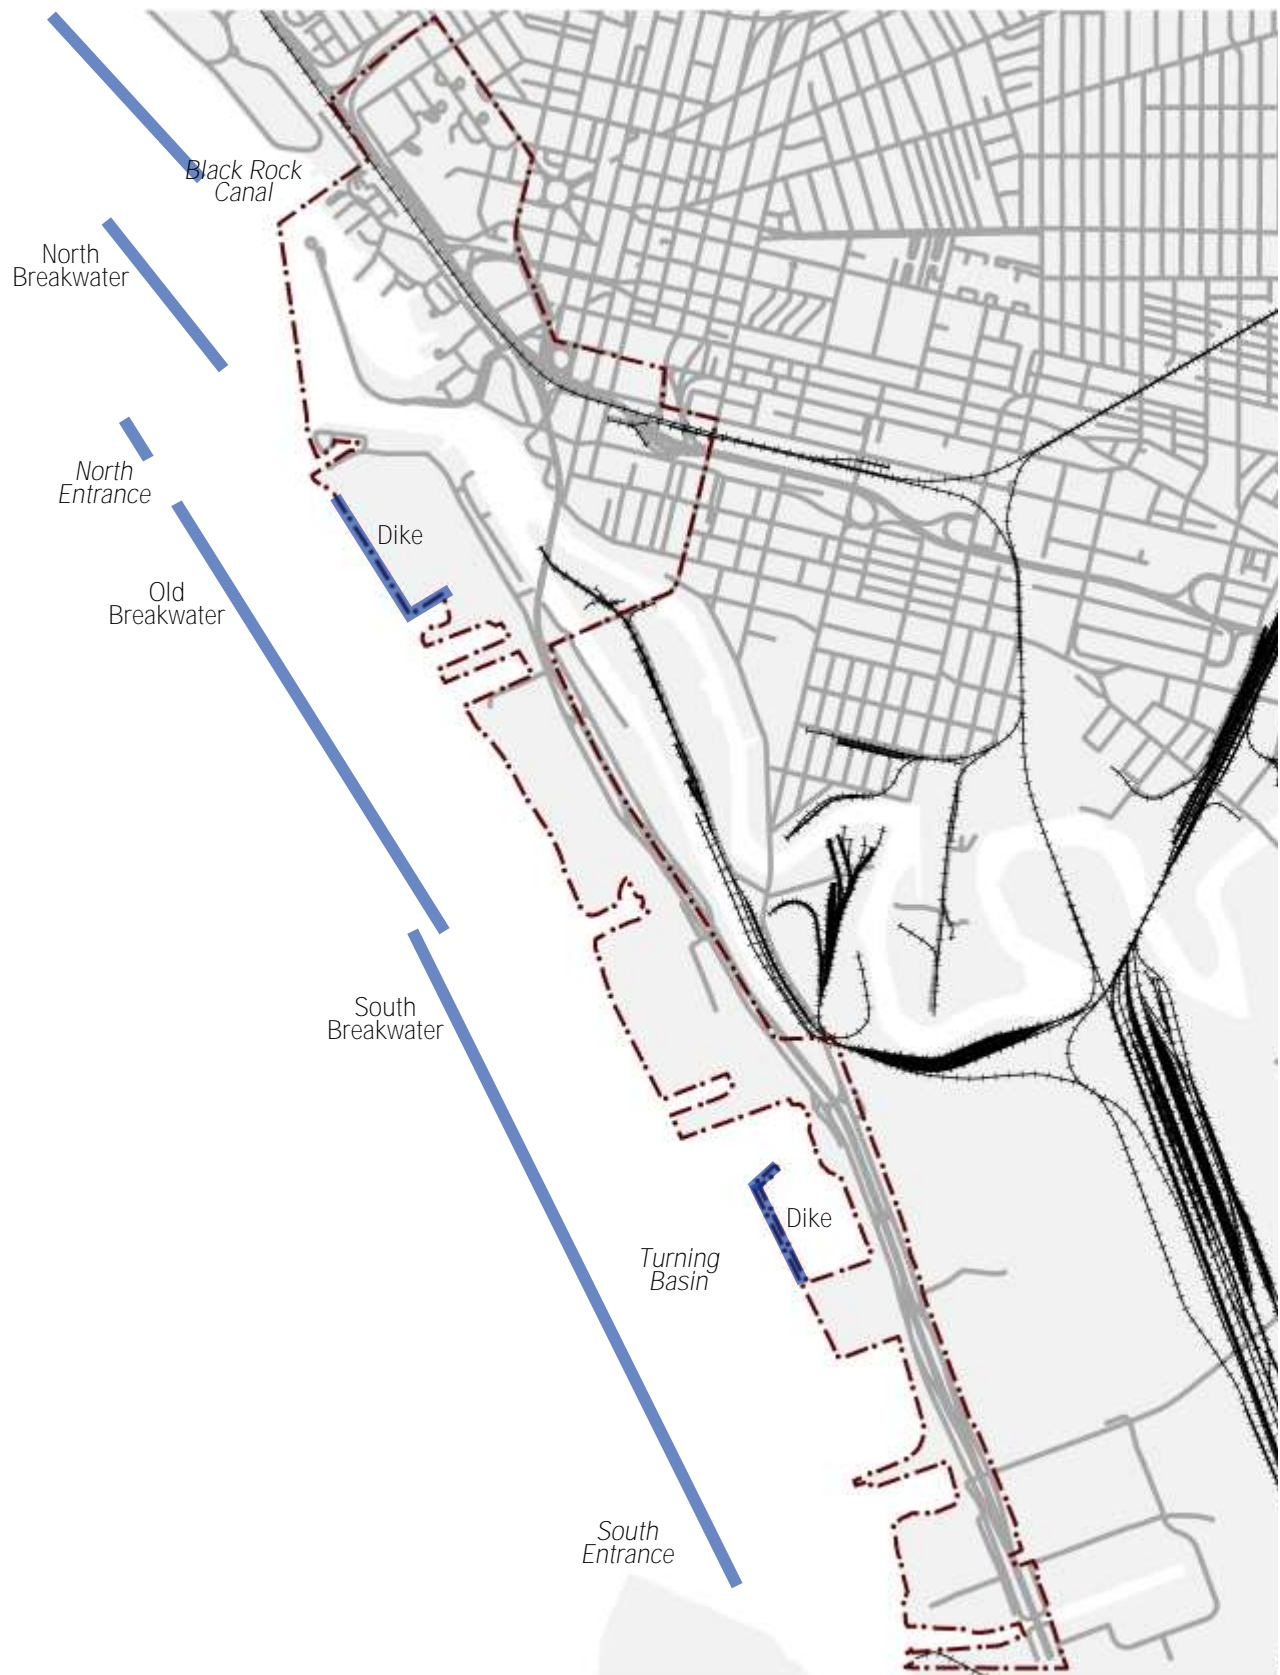 Black Rock
Canal
North
Breakwater
North
Entrance
Dike
Old
Breakwater
South
Breakwater
Dike
Turning
Basin
South
Entrance